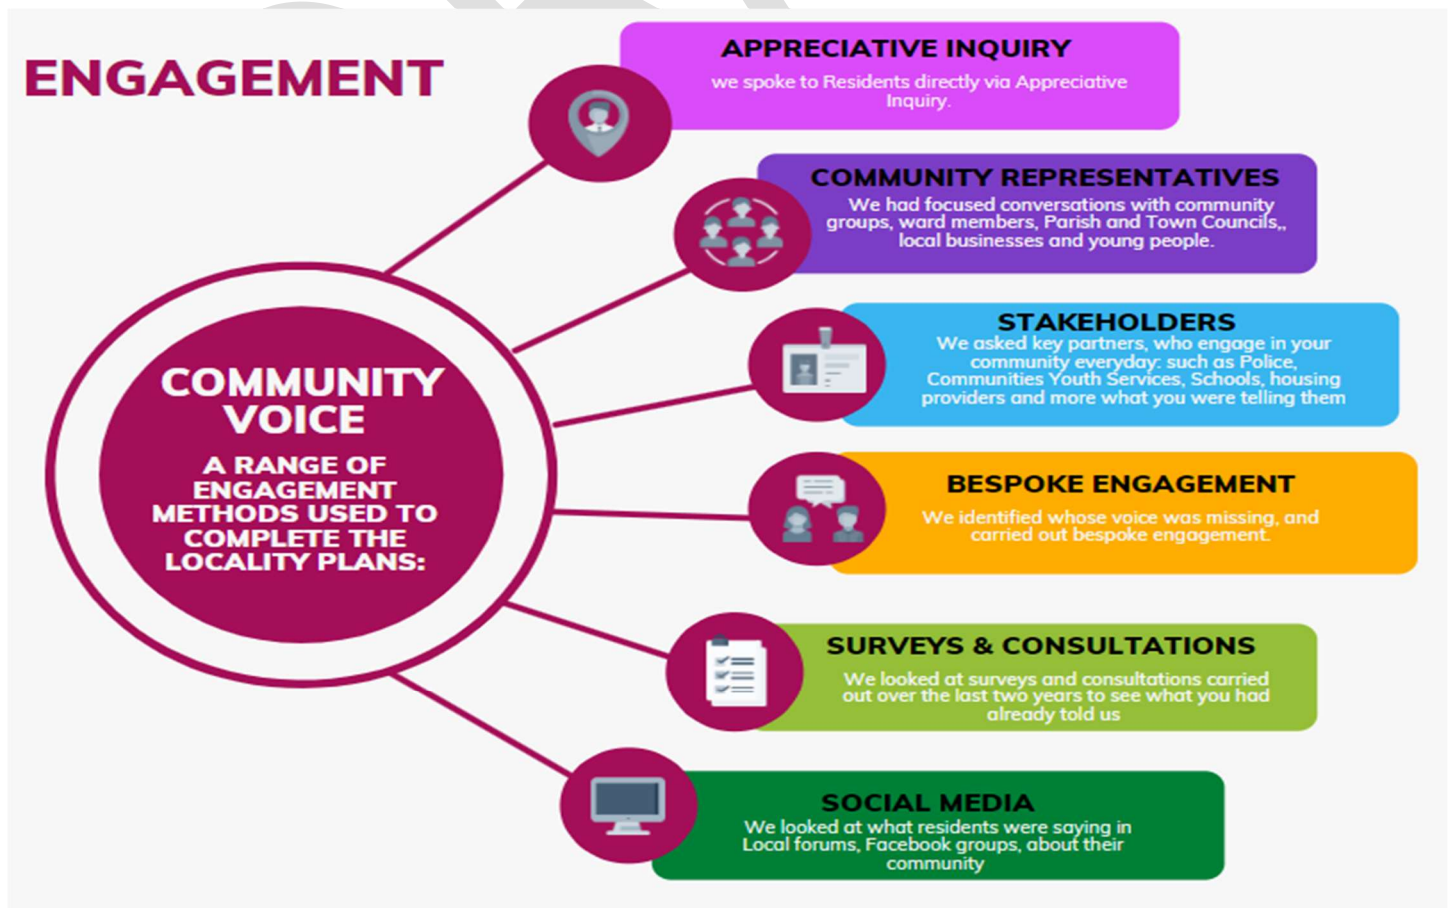 ENGAGEMENT
APPRECIATIVE INQUIRY
we spoke to Residents directly via Appreciative
Inquiry.
COMMUNITY REPRESENTATIVES
We had focused conversations with community
groups, ward members, Parish and Town Councils,,
local businesses and young people.
STAKEHOLDERS
We asked key partners, who engage in your
community everyday: such as Police,
Communities Youth Services, Schools, housing
providers and more what you were telling them
COMMUNITY
VOICE
A RANGE OF
ENGAGEMENT
METHODS USED TO
COMPLETE THE
LOCALITY PLANS:
BESPOKE ENGAGEMENT
We identified whose voice was missing, and
carried out bespoke engagement.
SURVEYS & CONSULTATIONS
We looked at surveys and consultations carried
out over the last two years to see what you had
already told us
SOCIAL MEDIA
We looked at what residents were saying in
Local forums, Facebook groups, about their
community